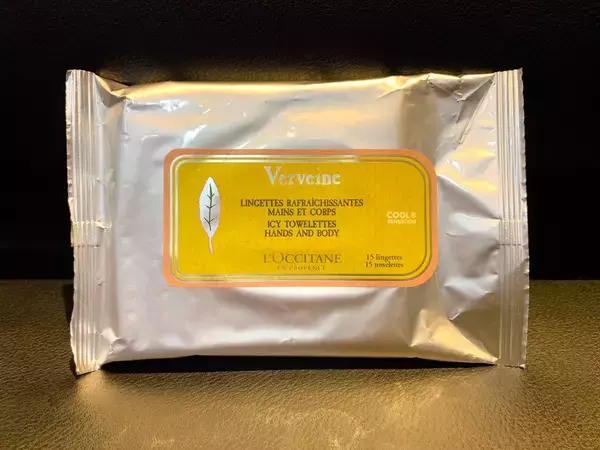 Verveine
LINGETTES RAFRAÎCHISSANTES
MAINS ET CORPS
ICY TOWELETTES
HANDS AND BODY
COOL❄
SENSATION
L'OCCITANE
EN PROVENCE
15 lingettes
15 towelettes